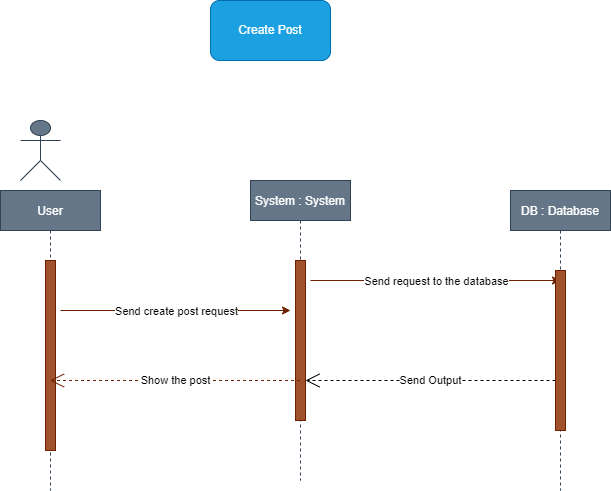 Create Post
User
System : System
DB : Database
Send request to the database
Send create post request
Show the post
Send Output